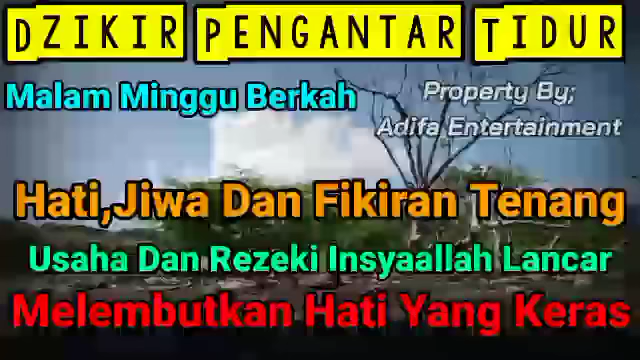 DZIKIR PENGANTAR TIDUR
Malam Minggu Berkah
Property By;
Adifa Entertainment
Hati,Jiwa Dan Fikiran Tenang
Usaha Dan Rezeki Insyaallah Lancar
Melembutkan Hati Yang Keras